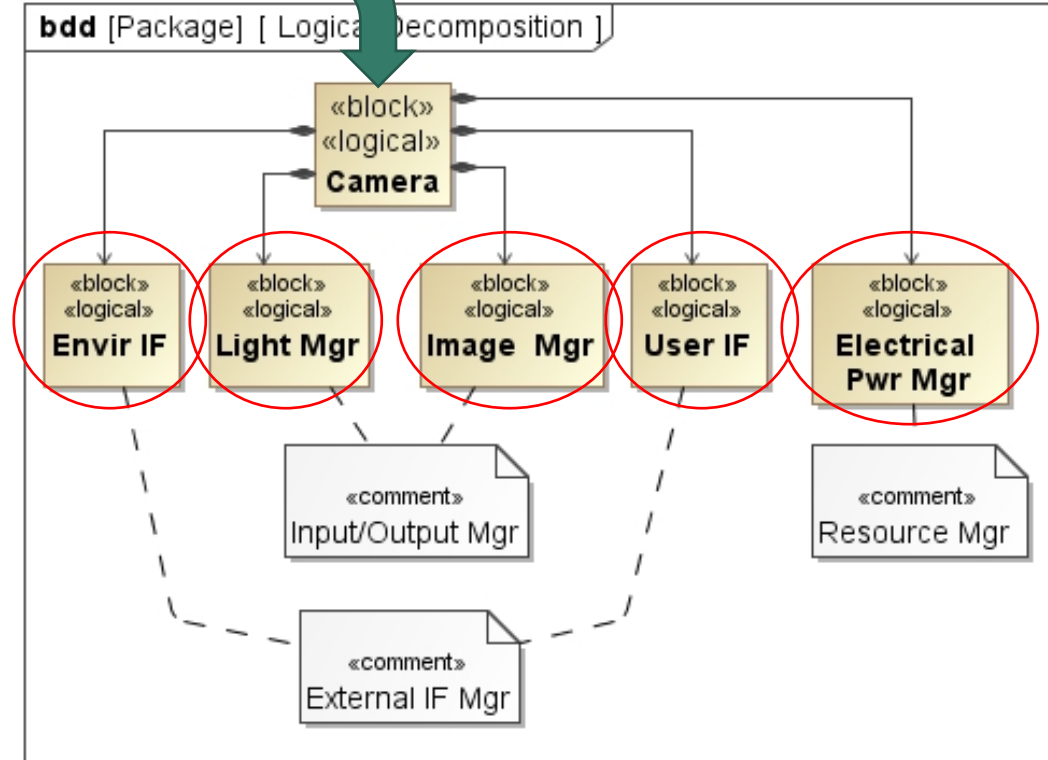 bdd [Package] [ Logical Decomposition ]
«block»
«logical»
Camera
«block»
«logical»
Envir IF
«block»
«logical»
Light Mgr
«block»
«logical»
Image Mgr
«block»
«logical»
User IF
«block»
«logical»
Electrical
Pwr Mgr
«comment»
Input/Output Mgr
«comment»
Resource Mgr
«comment»
External IF Mgr